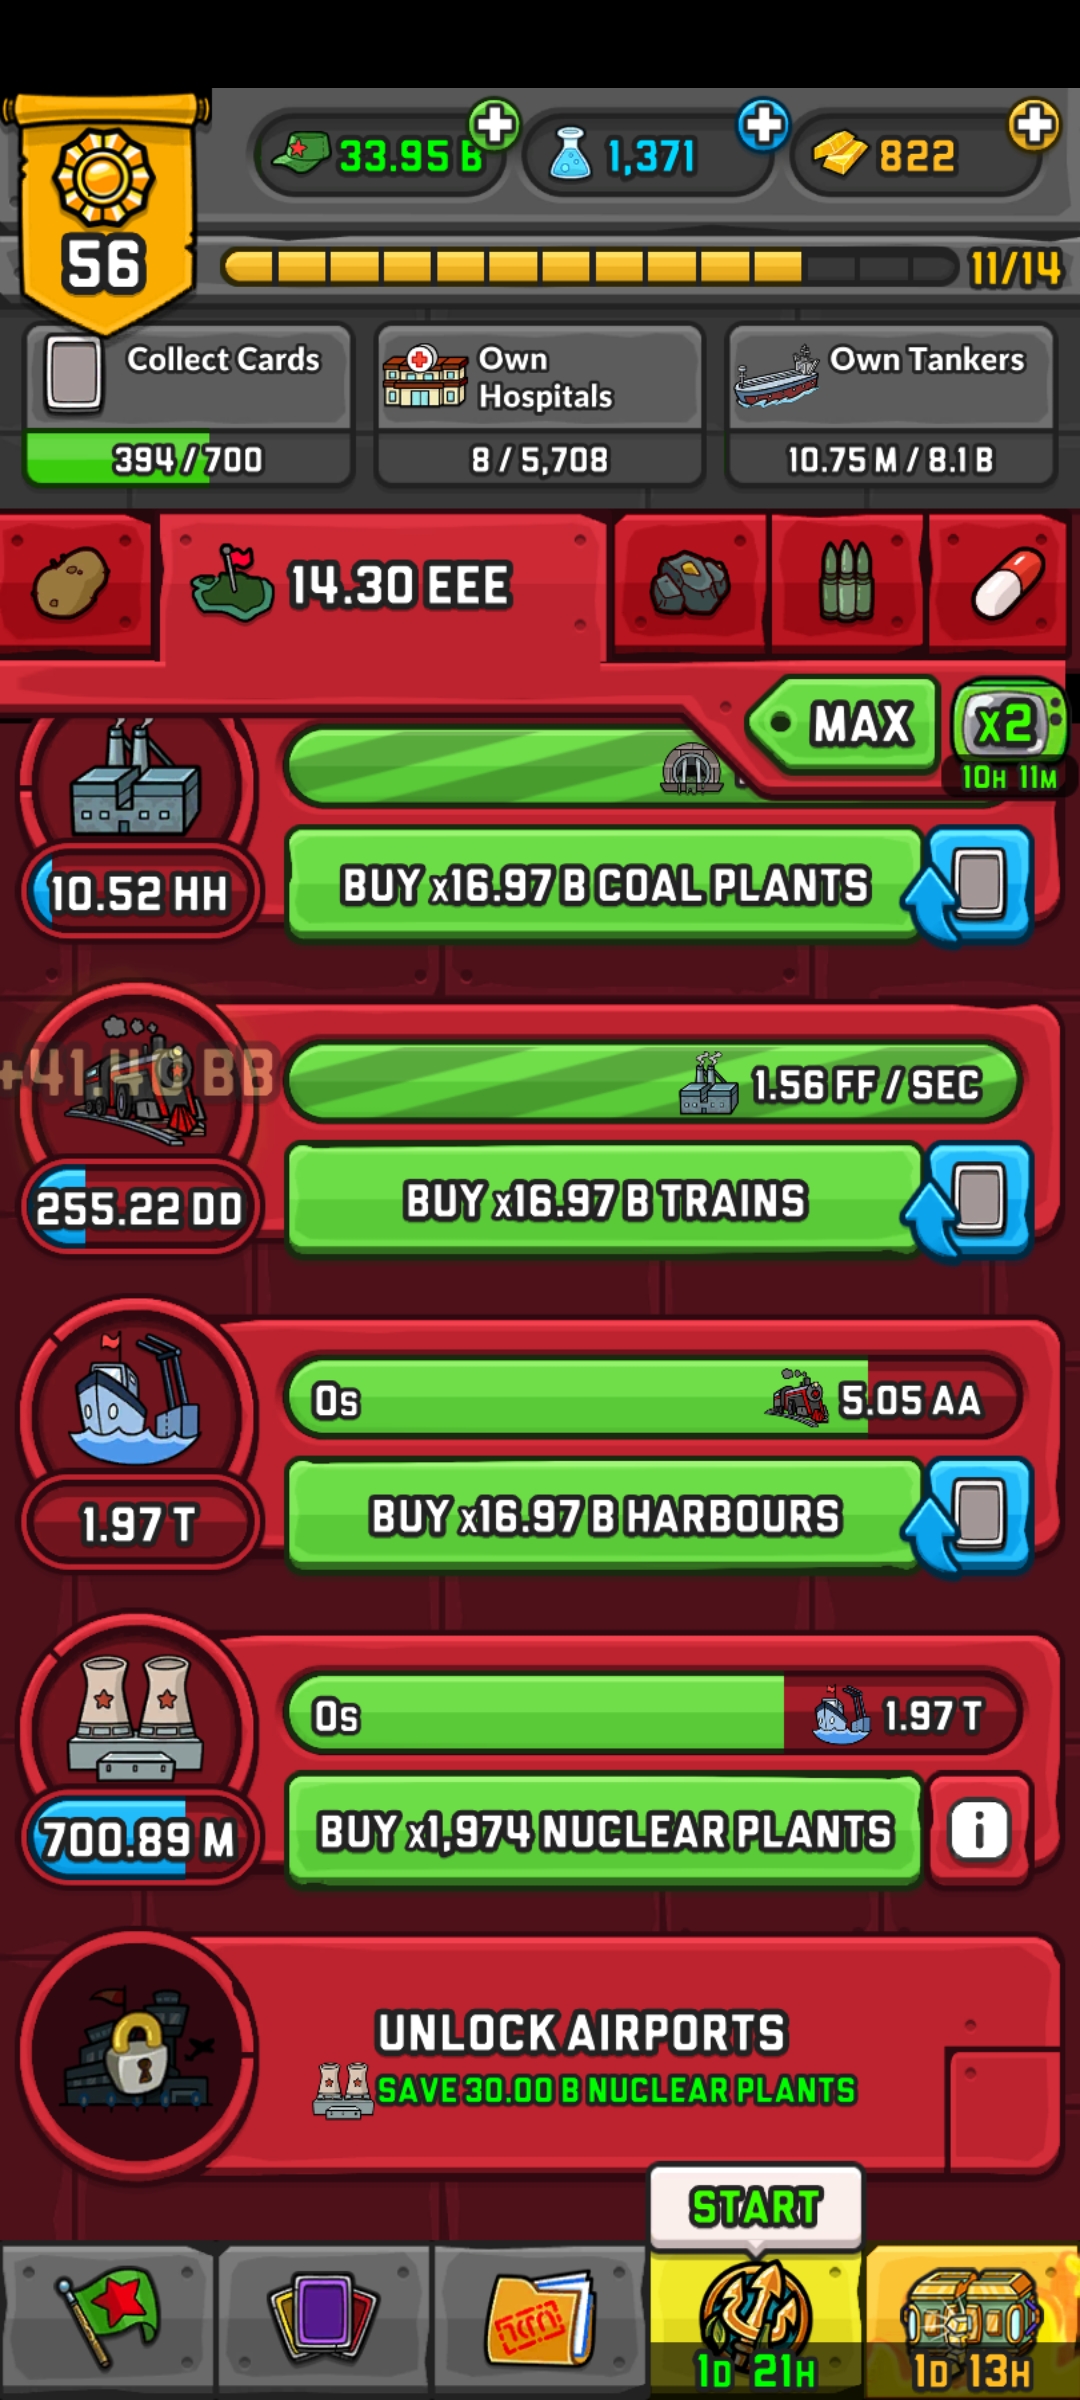 56
33.95 B
1,371
822
11/14
Collect Cards
394 / 700
Own
Hospitals
8 / 5,708
Own Tankers
10.75 M / 8.1 B
14.30 EEE
MAX
x2
10H 11M
10.52 HH
BUY x16.97 B COAL PLANTS
+41.40 BB
1.56 FF / SEC
255.22 DD
BUY x16.97 B TRAINS
0s
5.05 AA
1.97 T
BUY x16.97 B HARBOURS
0s
1.97 T
700.89 M
BUY x1,974 NUCLEAR PLANTS
i
UNLOCK AIRPORTS
SAVE 30.00 B NUCLEAR PLANTS
START
1D 21H
1D 13H